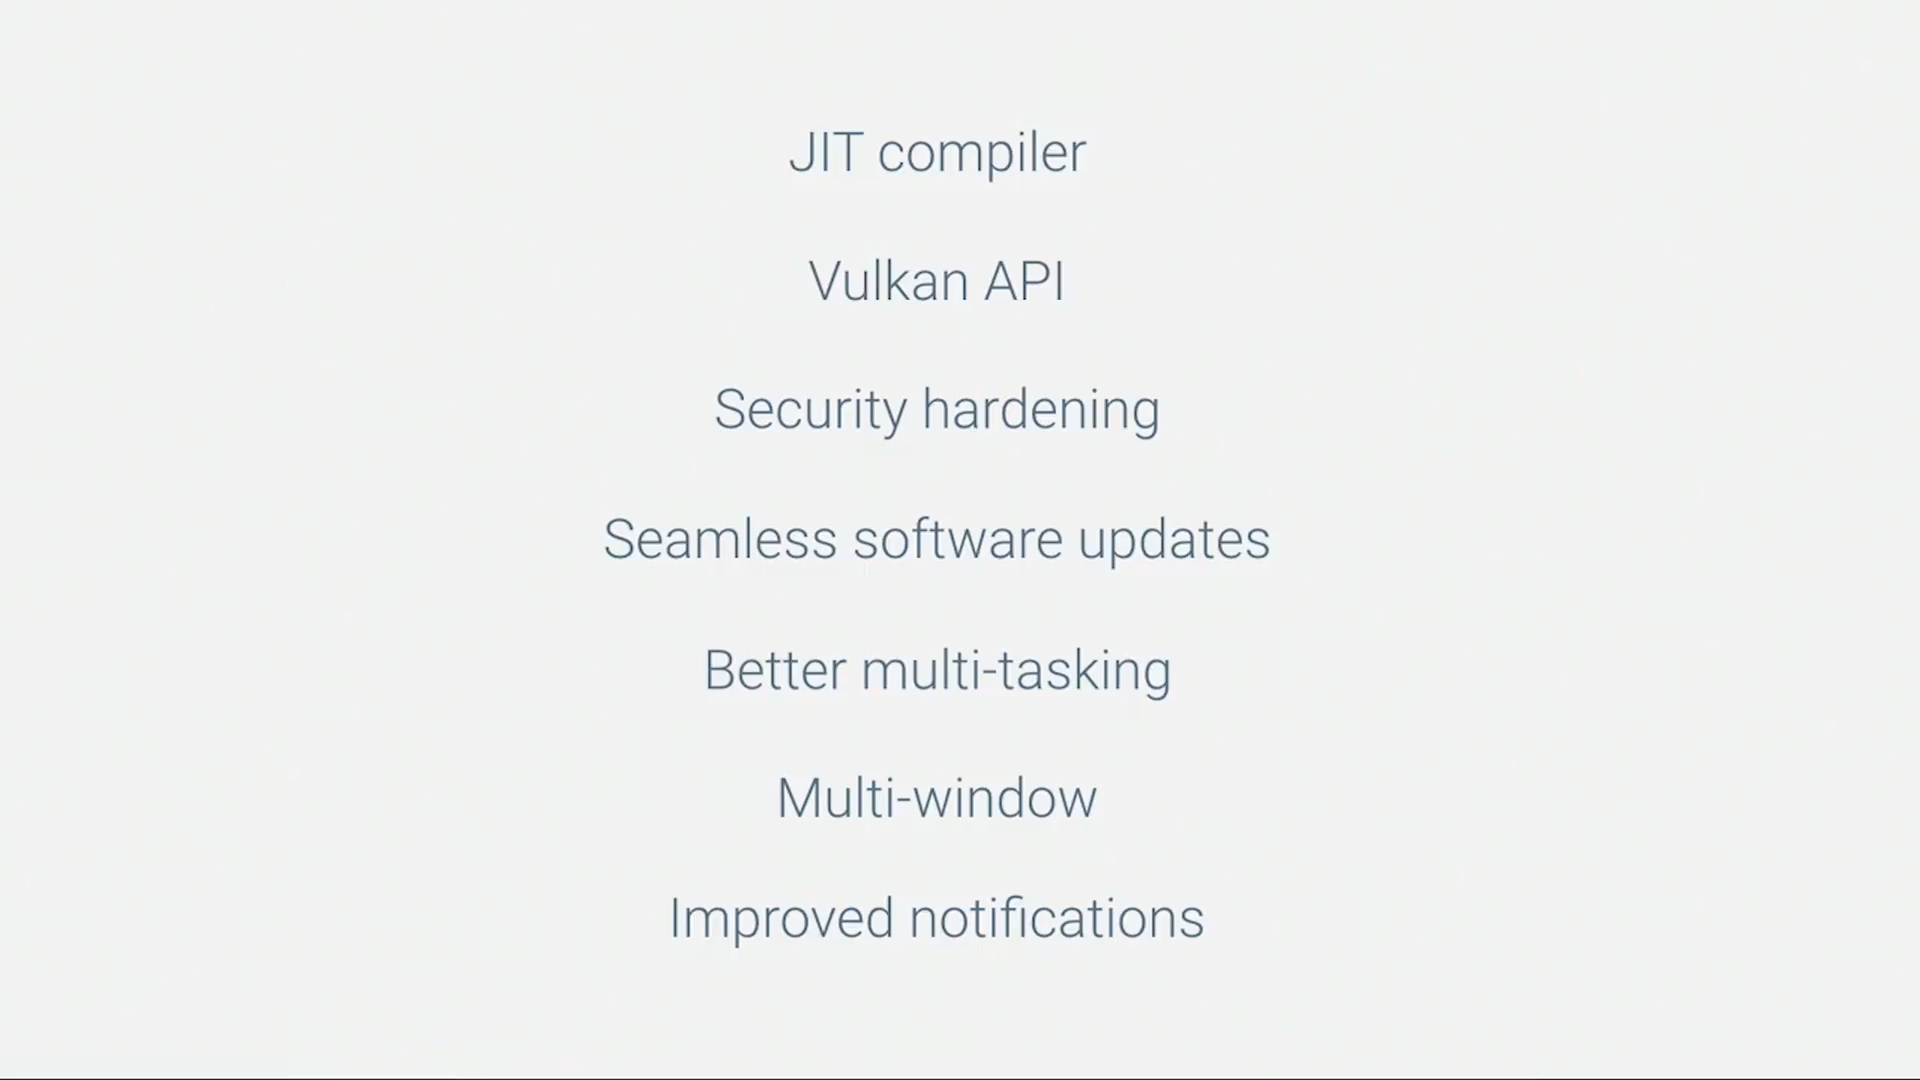 JIT compiler
Vulkan API
Security hardening
Seamless software updates
Better multi-tasking
Multi-window
Improved notifications